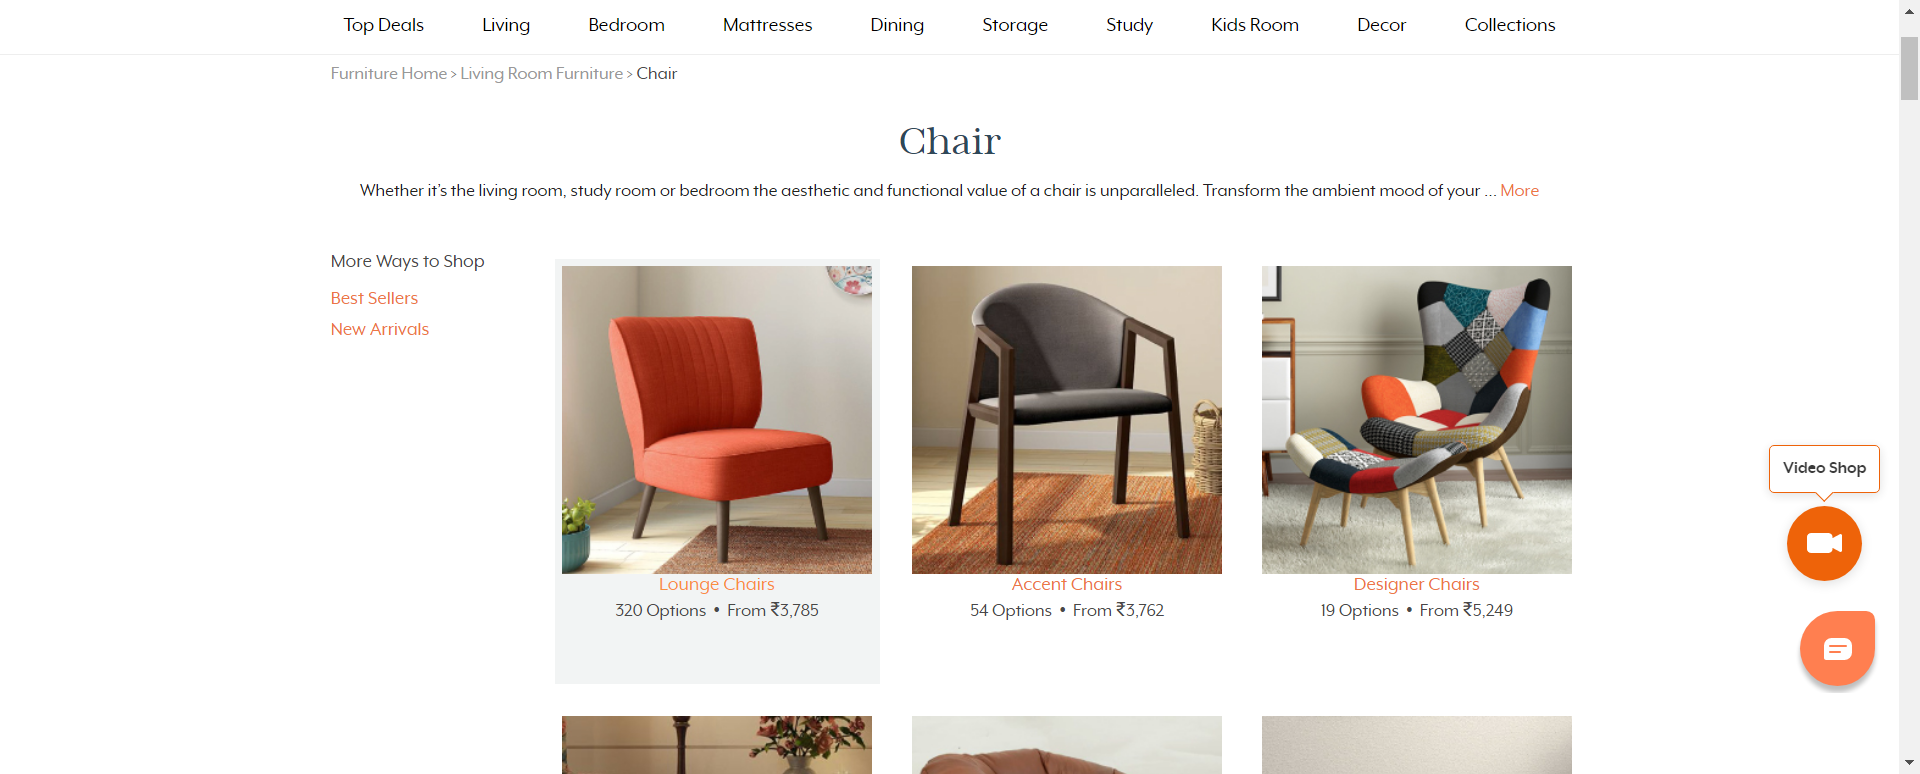 Top Deals Living Bedroom Mattresses Dining Storage Study Kids Room Decor Collections
Furniture Home > Living Room Furniture > Chair
Chair
Whether it's the living room, study room or bedroom the aesthetic and functional value of a chair is unparalleled. Transform the ambient mood of your ... More
More Ways to Shop
Best Sellers
New Arrivals
Lounge Chairs
320 Options • From ₹3,785
Accent Chairs
54 Options • From ₹3,762
Designer Chairs
19 Options • From ₹5,249
Video Shop